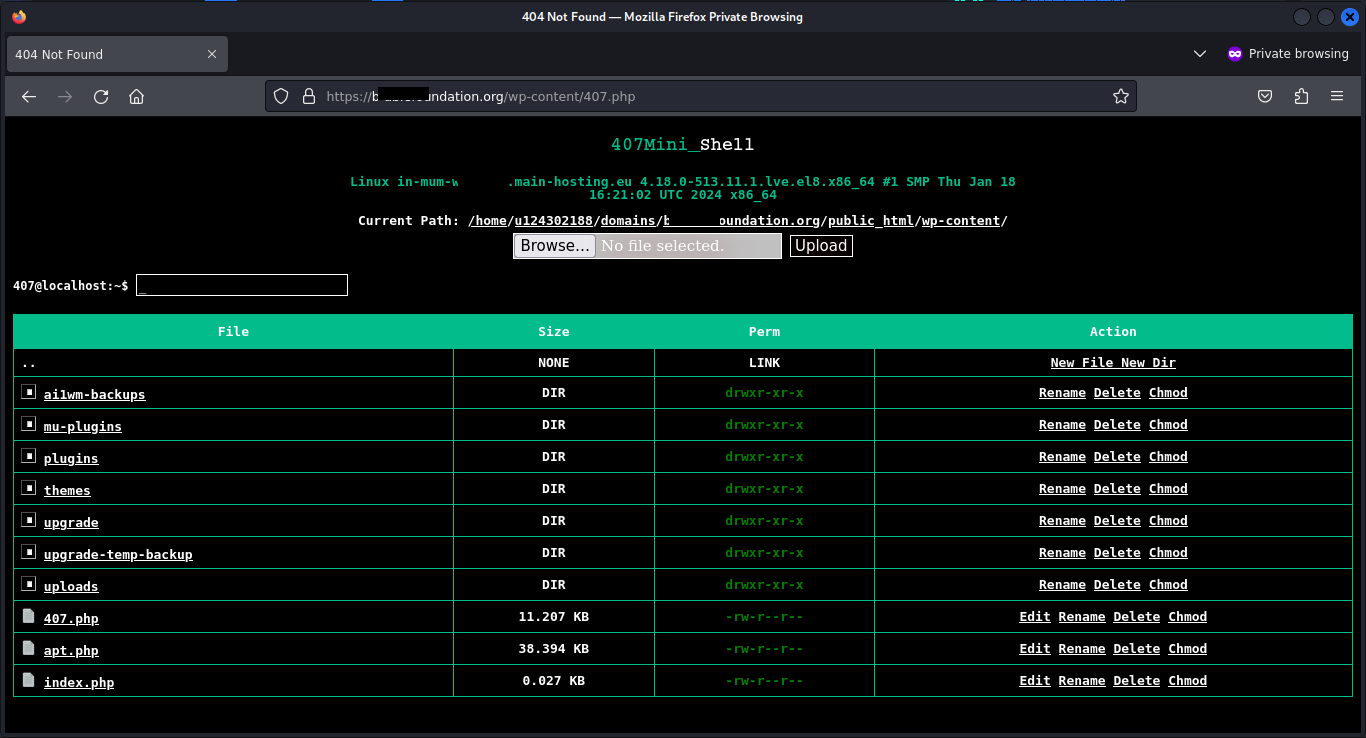 404 Not Found — Mozilla Firefox Private Browsing
404 Not Found
Private browsing
https://b undation.org/wp-content/407.php
407Mini_Shell
Linux in-mum-w .main-hosting.eu 4.18.0-513.11.1.lve.el8.x86_64 #1 SMP Thu Jan 18
16:21:02 UTC 2024 x86_64
Current Path: /home/u124302188/domains/b oundation.org/public_html/wp-content/
Browse... No file selected. Upload
407@localhost:~$ _
File Size Perm Action
.. NONE LINK New File New Dir
ai1wm-backups DIR drwxr-xr-x Rename Delete Chmod
mu-plugins DIR drwxr-xr-x Rename Delete Chmod
plugins DIR drwxr-xr-x Rename Delete Chmod
themes DIR drwxr-xr-x Rename Delete Chmod
upgrade DIR drwxr-xr-x Rename Delete Chmod
upgrade-temp-backup DIR drwxr-xr-x Rename Delete Chmod
uploads DIR drwxr-xr-x Rename Delete Chmod
407.php 11.207 KB -rw-r--r-- Edit Rename Delete Chmod
apt.php 38.394 KB -rw-r--r-- Edit Rename Delete Chmod
index.php 0.027 KB -rw-r--r-- Edit Rename Delete Chmod